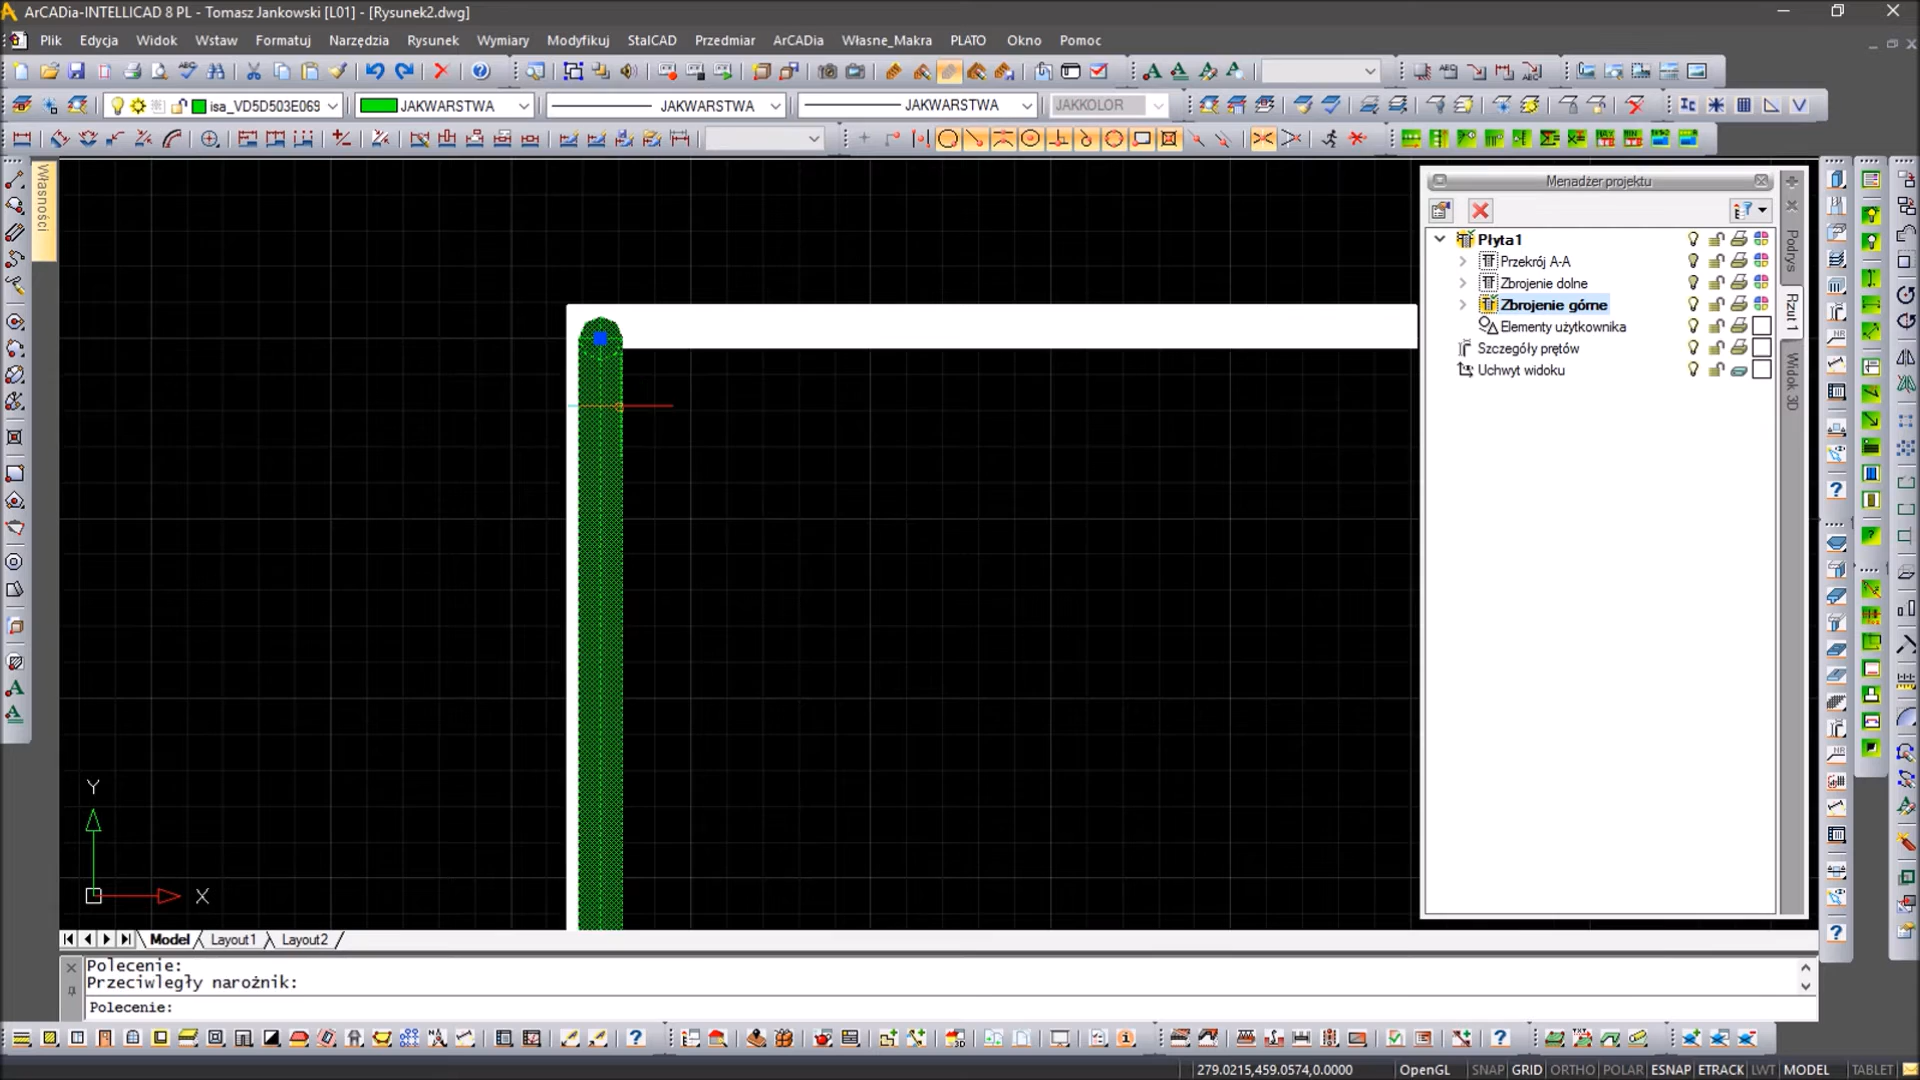 ArCADia-INTELLICAD 8 PL - Tomasz Jankowski [L01] - [Rysunek2.dwg]
Plik Edycja Widok Wstaw Formatuj Narzędzia Rysunek Wymiary Modyfikuj StalCAD Przedmiar ArCADia Własne_Makra PLATO Okno Pomoc
isa_VD5D503E069 JAKWARSTWA JAKWARSTWA JAKWARSTWA JAKKOLOR
Własności
Menadżer projektu
Płyta1
Przekrój A-A
Zbrojenie dolne
Zbrojenie górne
Elementy użytkownika
Szczegóły prętów
Uchwyt widoku
Podrys
Rzut 1
Widok 3D
Y
X
Model Layout1 Layout2
Polecenie:
Przeciwległy narożnik:
Polecenie:
279.0215,459.0574,0.0000 OpenGL SNAP GRID ORTHO POLAR ESNAP ETRACK LWT MODEL TABLET